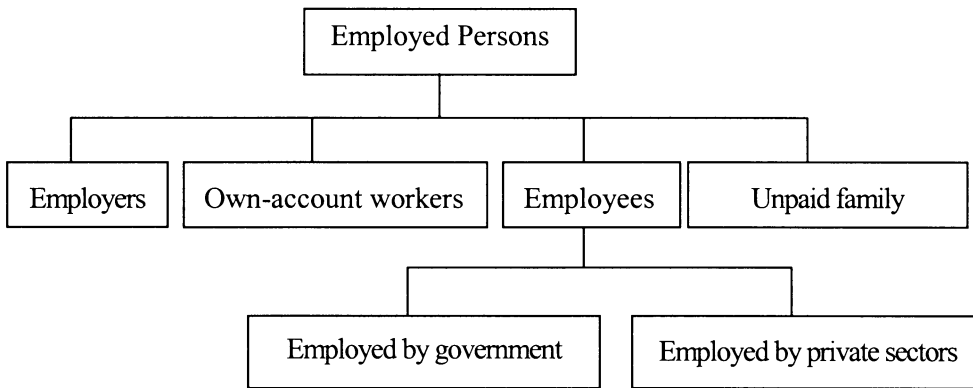 Employed Persons
Employers
Own-account workers
Employees
Unpaid family
Employed by government
Employed by private sectors